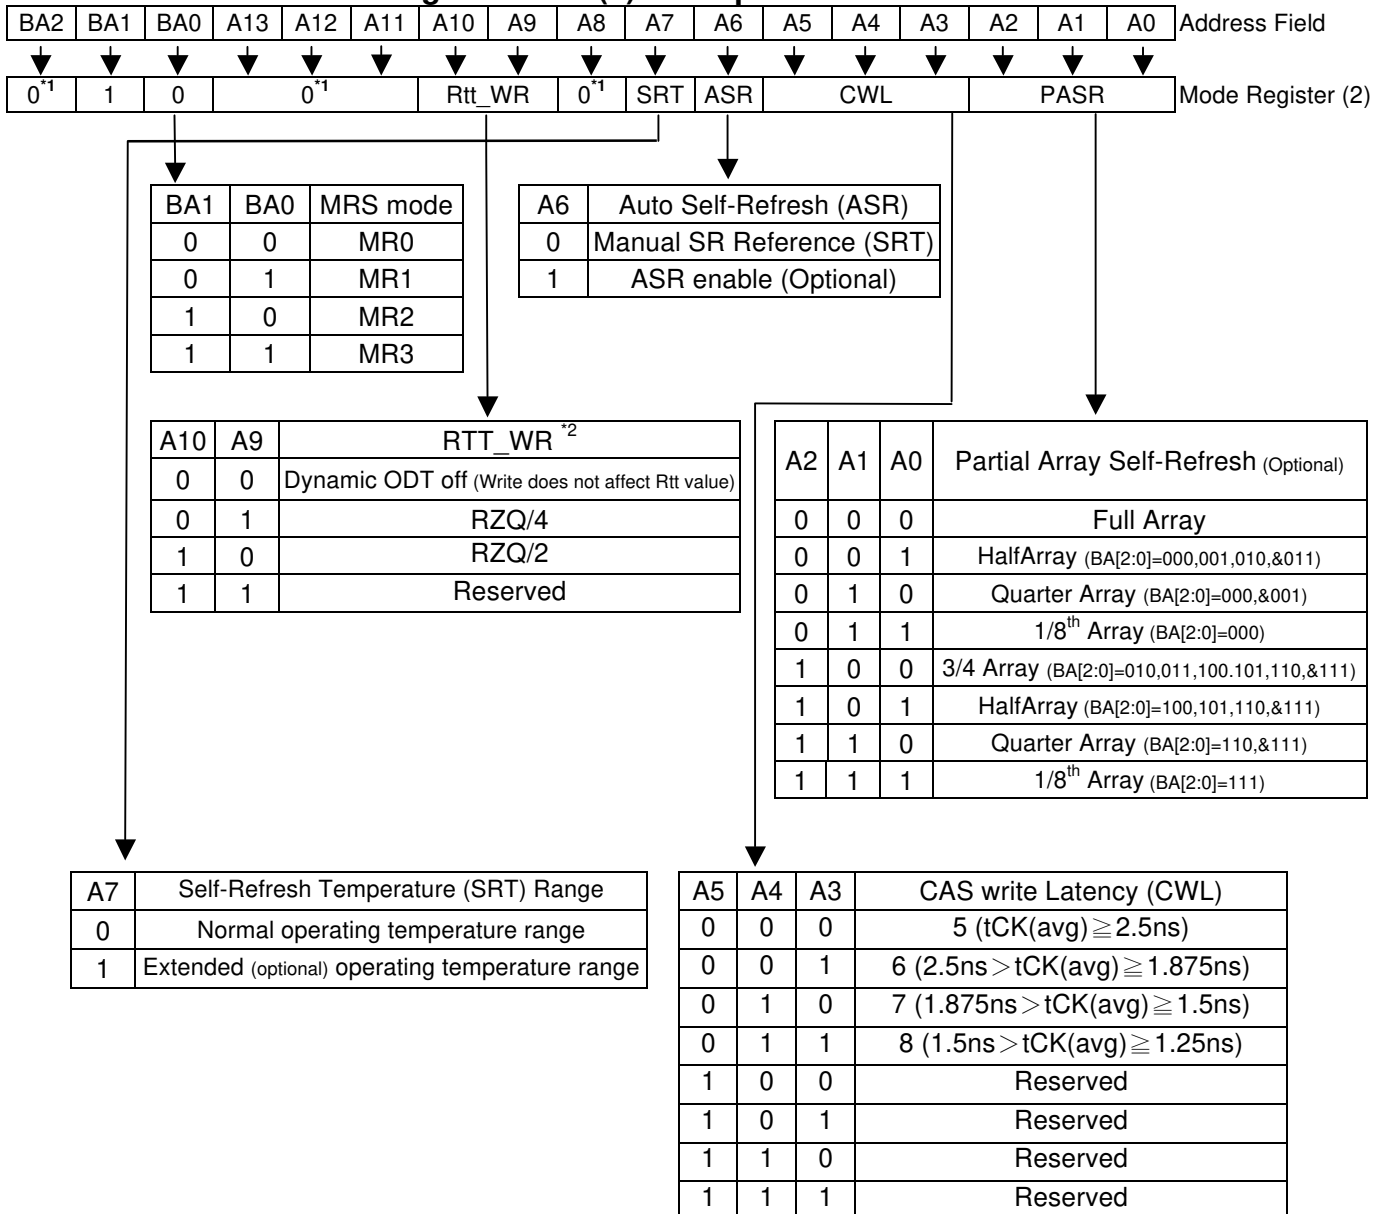 BA2 BA1 BA0 A13 A12 A11 A10 A9 A8 A7 A6 A5 A4 A3 A2 A1 A0 Address Field
0*1 1 0 0*1 Rtt_WR 0*1 SRT ASR CWL PASR Mode Register (2)
BA1 BA0 MRS mode
0 0 MR0
0 1 MR1
1 0 MR2
1 1 MR3
A6 Auto Self-Refresh (ASR)
0 Manual SR Reference (SRT)
1 ASR enable (Optional)
A10 A9 RTT_WR *2
0 0 Dynamic ODT off (Write does not affect Rtt value)
0 1 RZQ/4
1 0 RZQ/2
1 1 Reserved
A2 A1 A0 Partial Array Self-Refresh (Optional)
0 0 0 Full Array
0 0 1 HalfArray (BA[2:0]=000,001,010,&011)
0 1 0 Quarter Array (BA[2:0]=000,&001)
0 1 1 1/8th Array (BA[2:0]=000)
1 0 0 3/4 Array (BA[2:0]=010,011,100.101,110,&111)
1 0 1 HalfArray (BA[2:0]=100,101,110,&111)
1 1 0 Quarter Array (BA[2:0]=110,&111)
1 1 1 1/8th Array (BA[2:0]=111)
A7 Self-Refresh Temperature (SRT) Range
0 Normal operating temperature range
1 Extended (optional) operating temperature range
A5 A4 A3 CAS write Latency (CWL)
0 0 0 5 (tCK(avg)≧2.5ns)
0 0 1 6 (2.5ns＞tCK(avg)≧1.875ns)
0 1 0 7 (1.875ns＞tCK(avg)≧1.5ns)
0 1 1 8 (1.5ns＞tCK(avg)≧1.25ns)
1 0 0 Reserved
1 0 1 Reserved
1 1 0 Reserved
1 1 1 Reserved